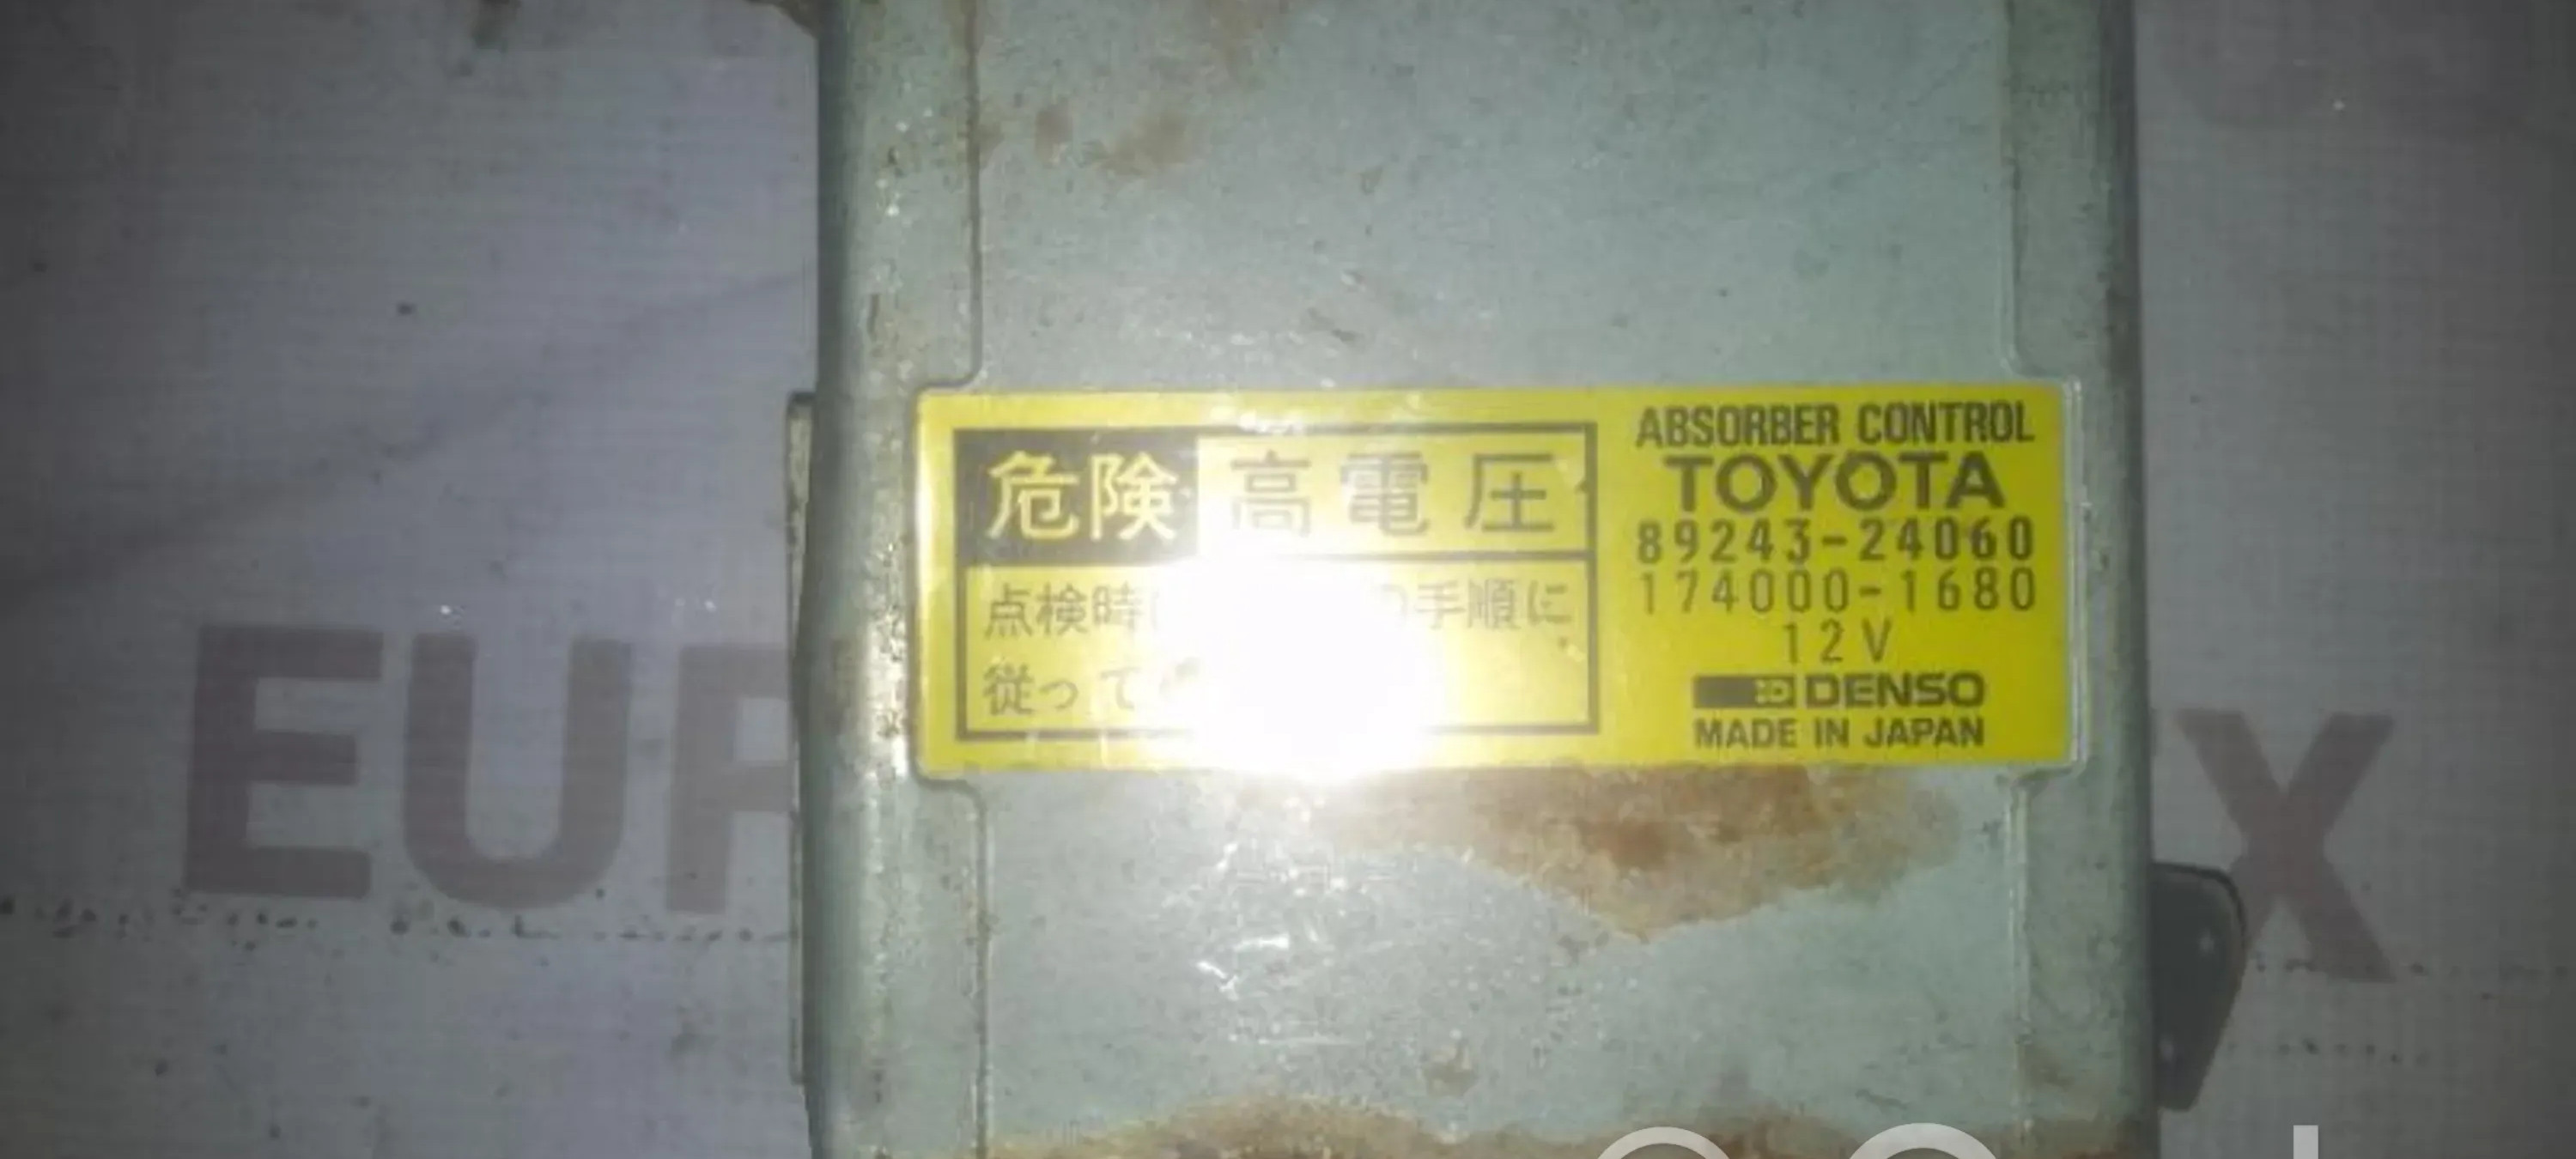 危険 高電圧
点検時 手順に
従って
ABSORBER CONTROL
TOYOTA
89243-24060
174000-1680
12V
DENSO
MADE IN JAPAN